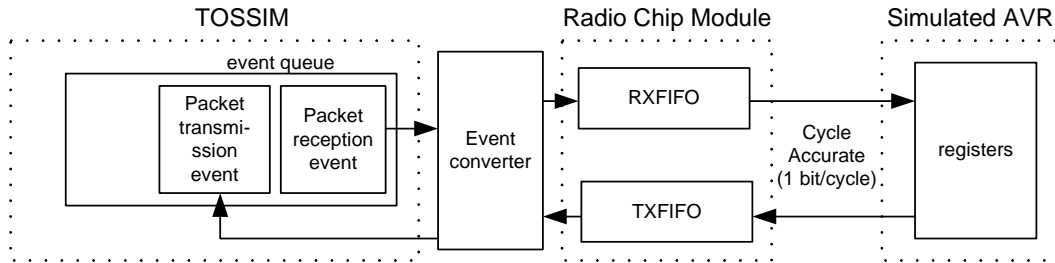 TOSSIM
Radio Chip Module
Simulated AVR
event queue
Packet
transmi-
ssion
event
Packet
reception
event
Event
converter
RXFIFO
TXFIFO
Cycle
Accurate
(1 bit/cycle)
registers